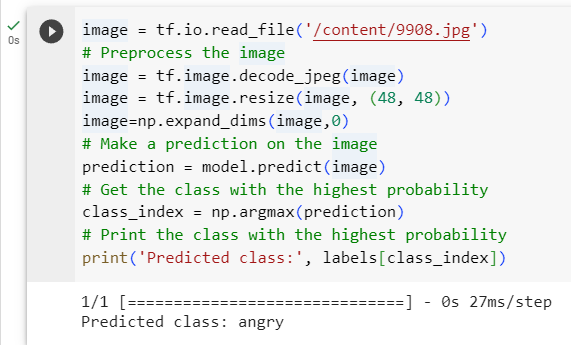 0s
image = tf.io.read_file('/content/9908.jpg')
# Preprocess the image
image = tf.image.decode_jpeg(image)
image = tf.image.resize(image, (48, 48))
image=np.expand_dims(image,0)
# Make a prediction on the image
prediction = model.predict(image)
# Get the class with the highest probability
class_index = np.argmax(prediction)
# Print the class with the highest probability
print('Predicted class:', labels[class_index])
1/1 [==============================] - 0s 27ms/step
Predicted class: angry